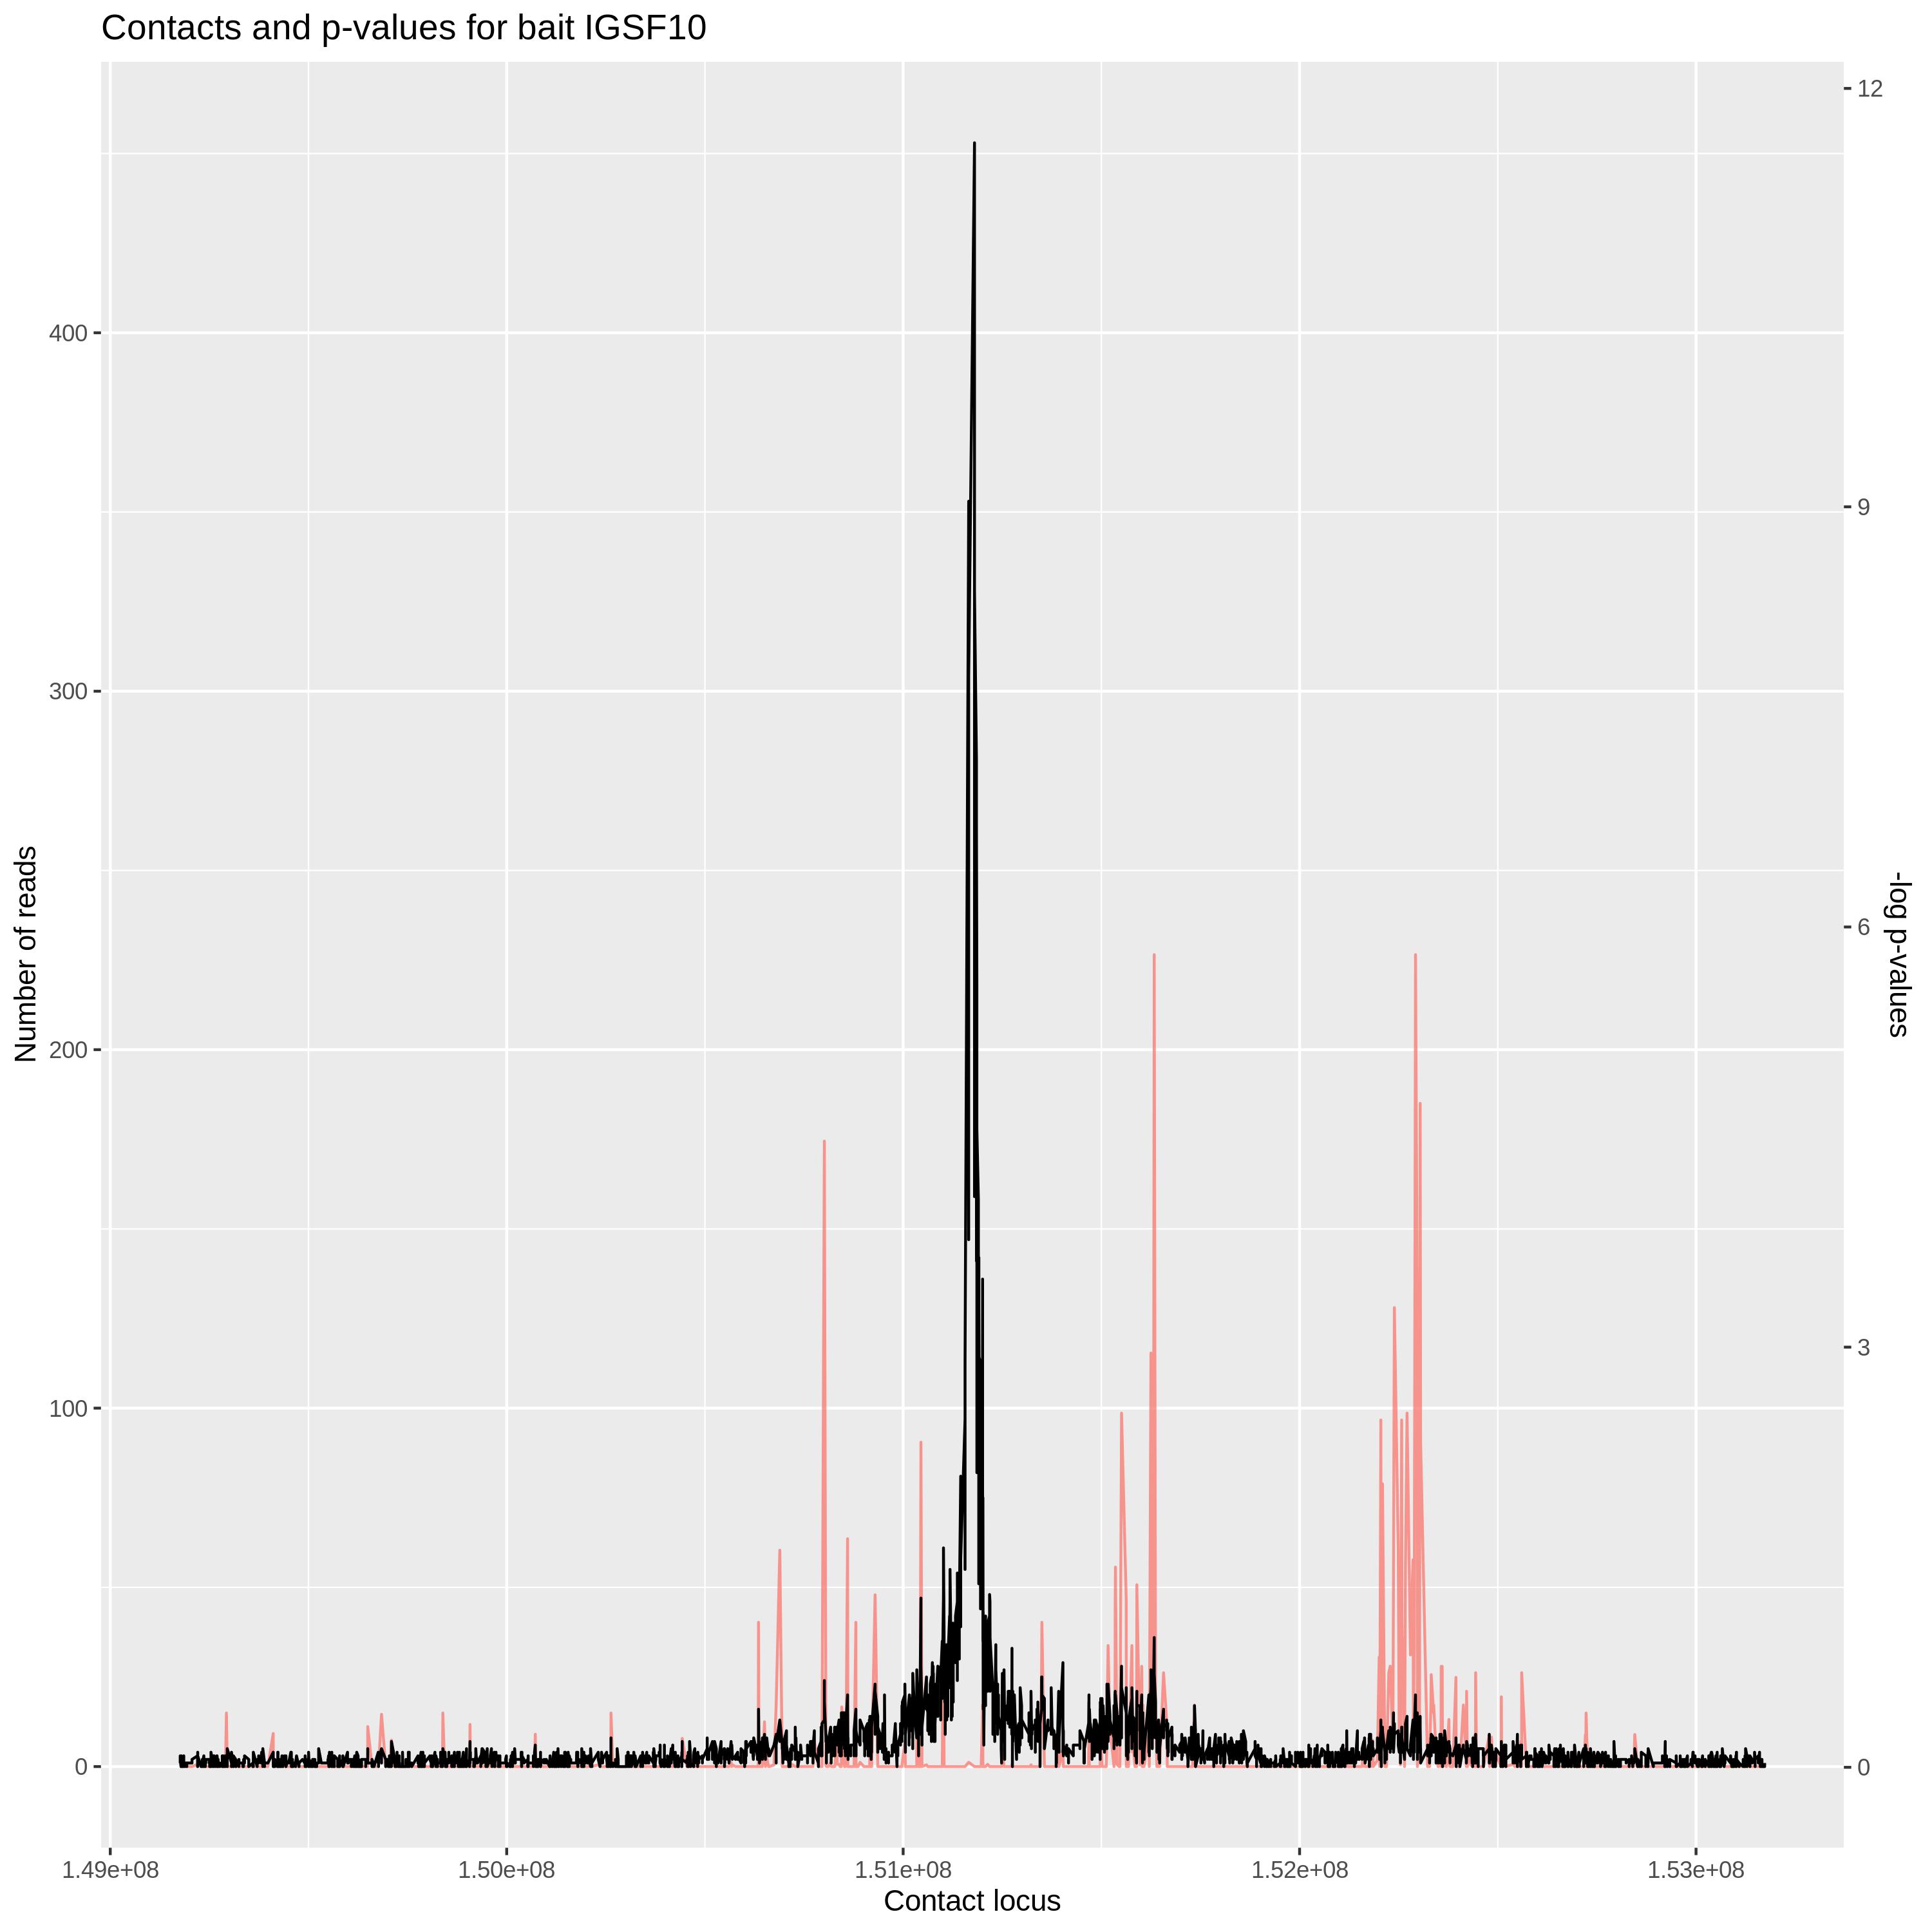 Contacts and p-values for bait IGSF10
12
400
9
300
Number of reads
6
-log p-values
200
3
100
0
0
1.49e+08
1.50e+08
1.51e+08
1.52e+08
1.53e+08
Contact locus